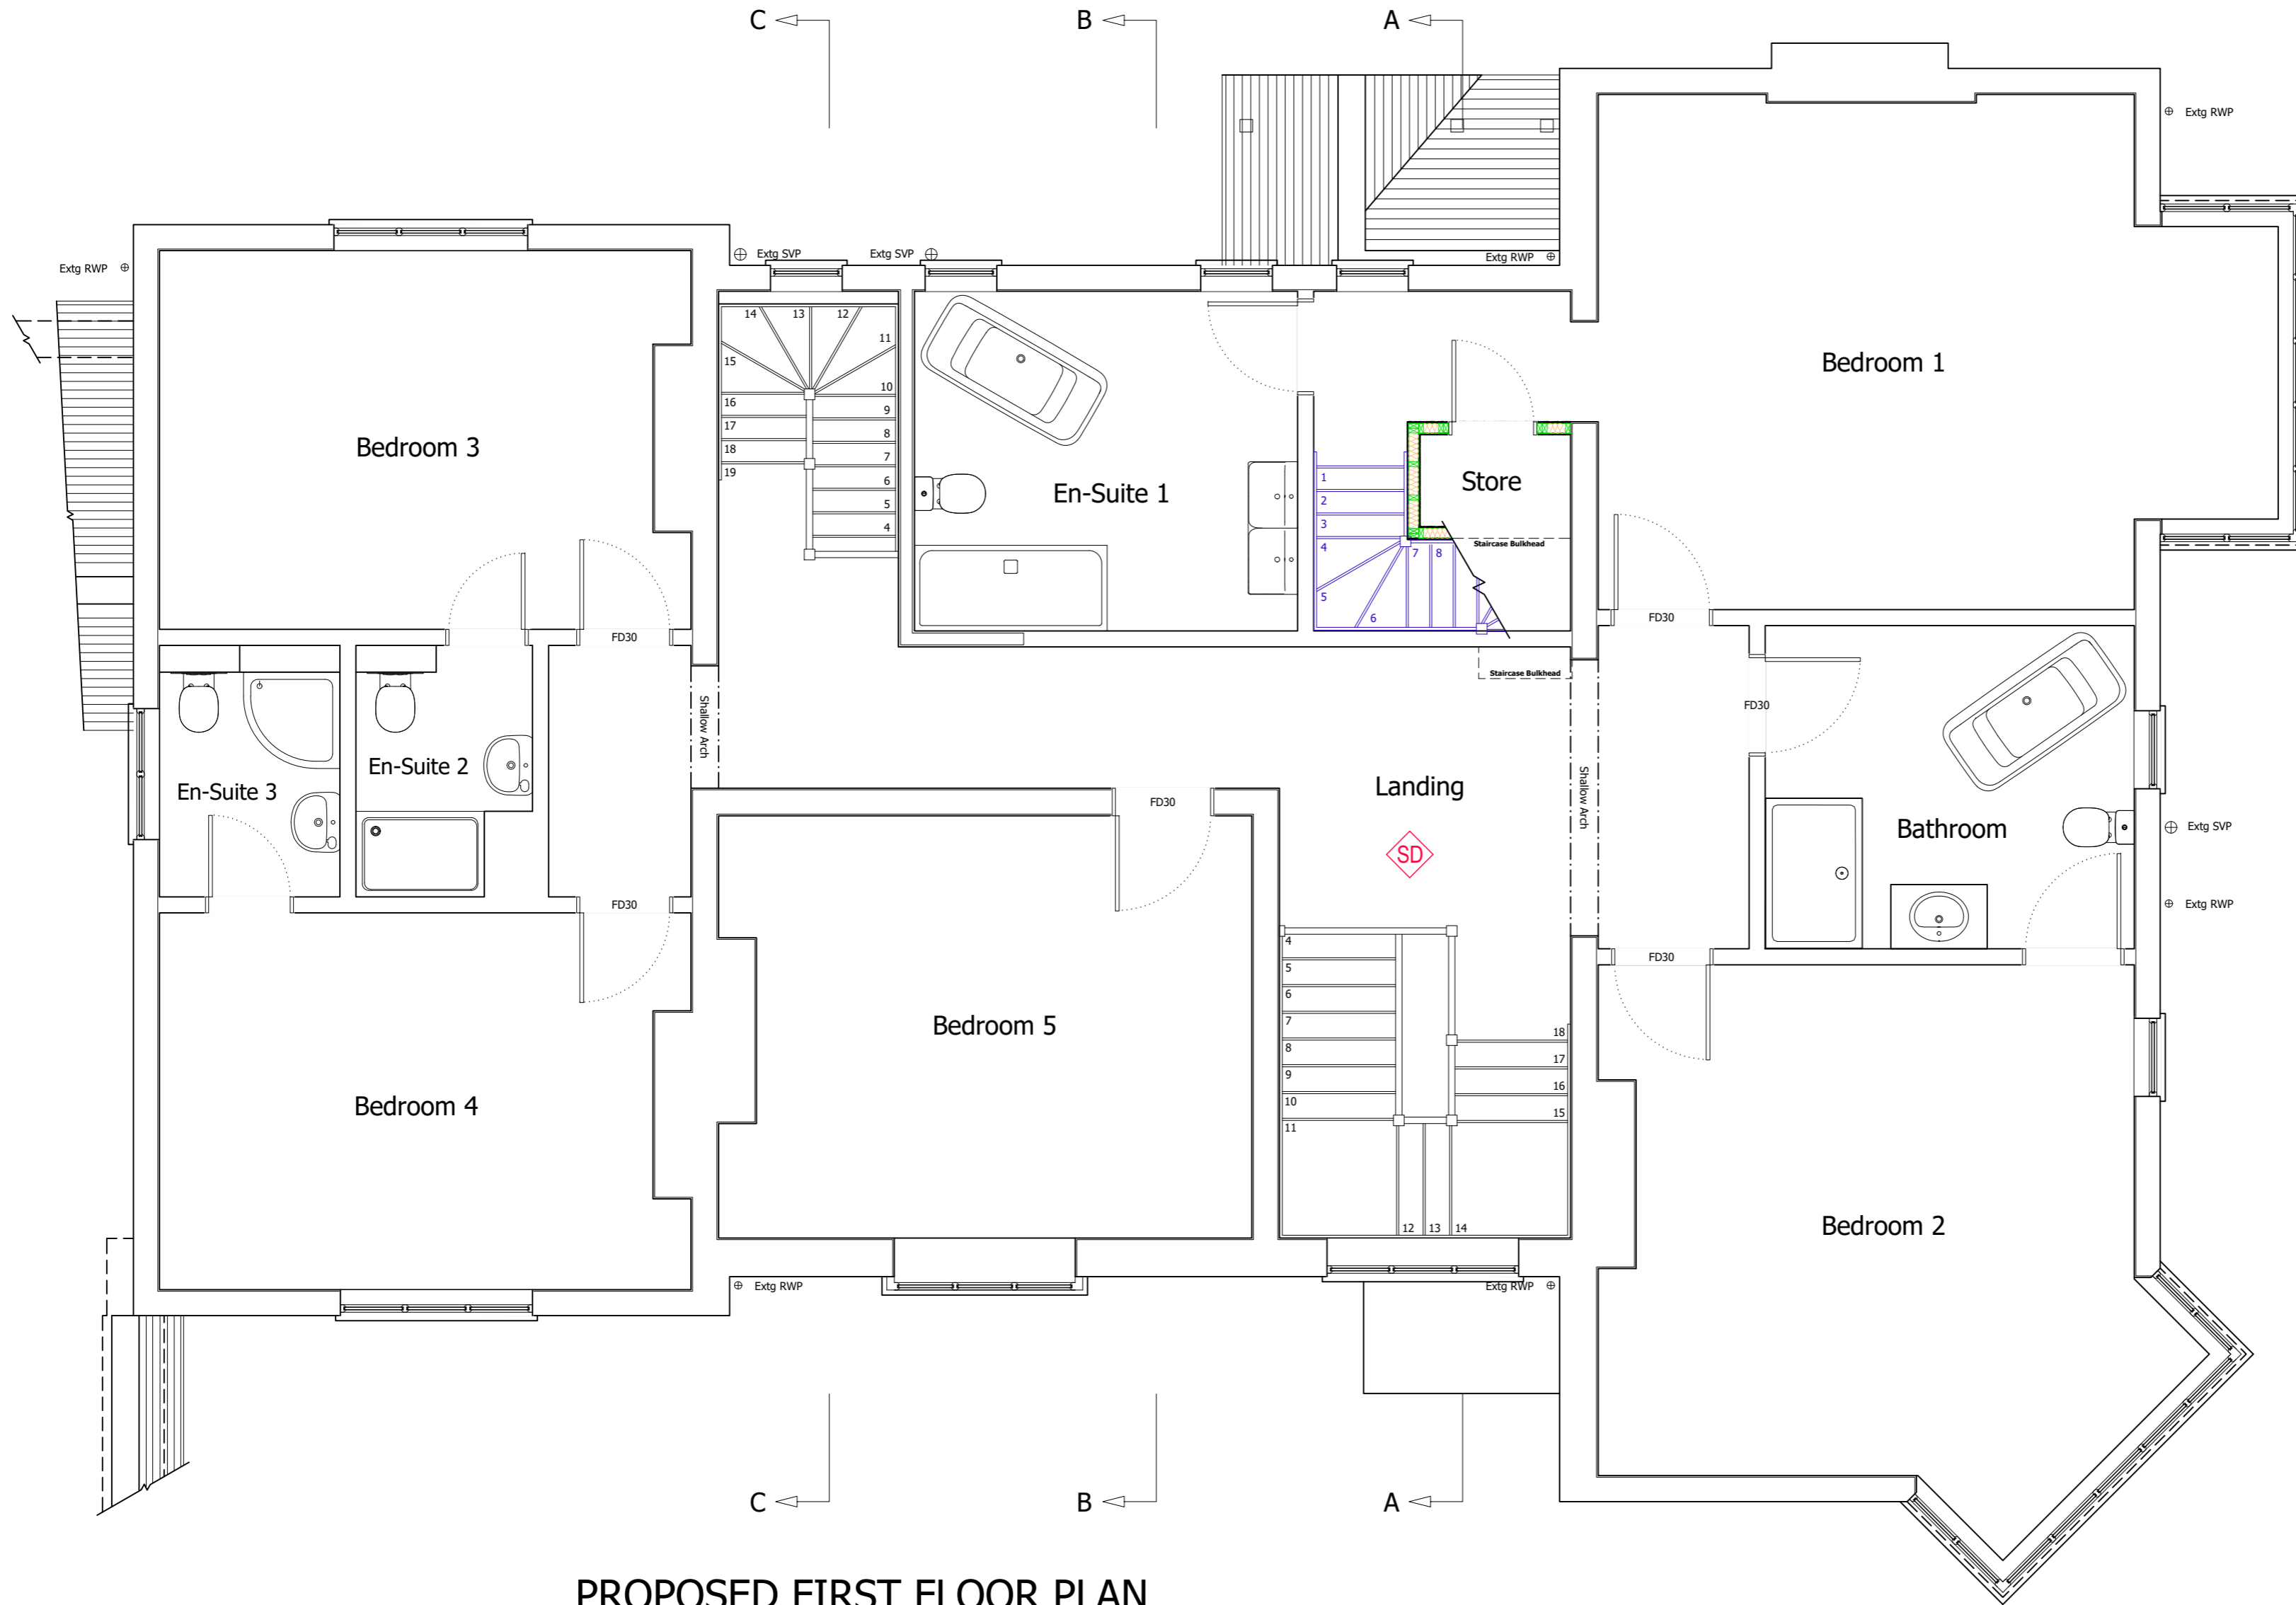 C
B
A
Extg RWP
Extg RWP
Extg SVP
Extg SVP
Extg RWP
14
13
12
11
15
10
16
9
17
8
18
7
19
6
5
4
Bedroom 1
Bedroom 3
En-Suite 1
Store
1
2
3
4
7
8
5
6
Staircase Bulkhead
FD30
FD30
Staircase Bulkhead
Shallow Arch
FD30
En-Suite 2
En-Suite 3
Landing
Shallow Arch
FD30
SD
Bathroom
Extg SVP
FD30
Extg RWP
4
5
6
7
8
9
10
11
12
13
14
18
17
16
15
FD30
Bedroom 5
Bedroom 4
Bedroom 2
Extg RWP
Extg RWP
C
B
A
PROPOSED FIRST FLOOR PLAN